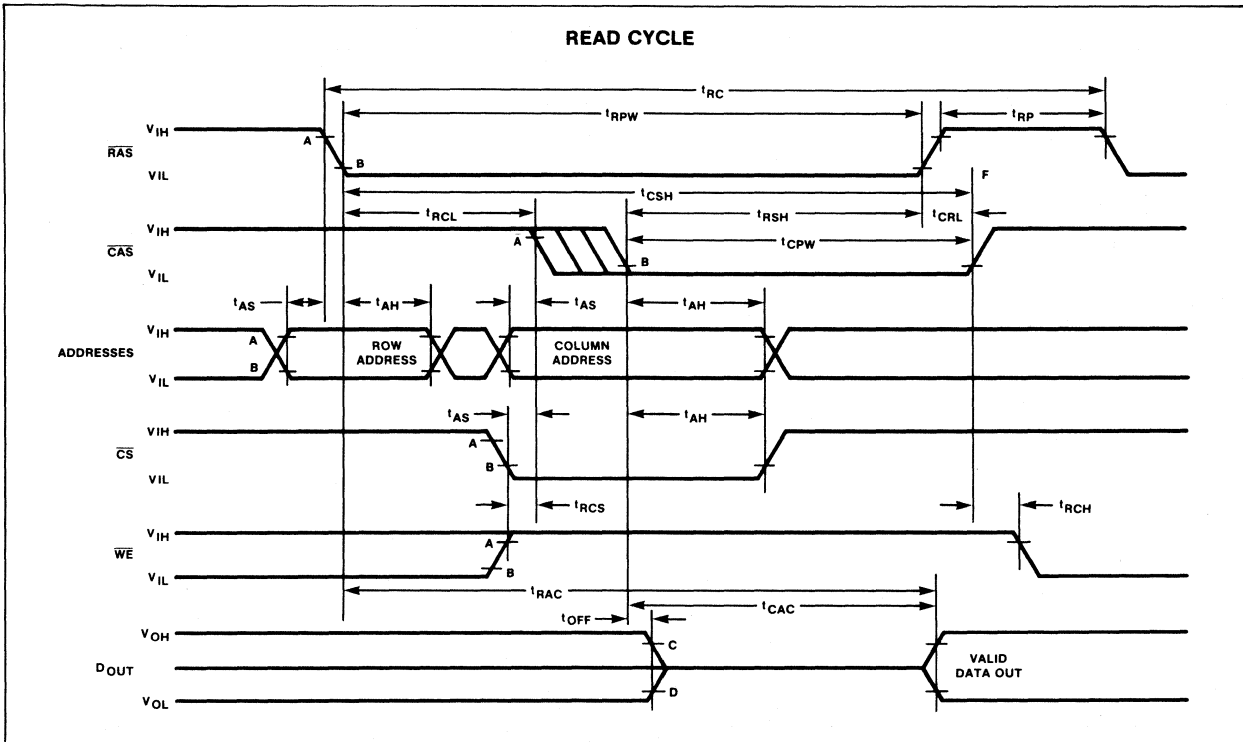 READ CYCLE
tRC
tRPW
tRP
VIH
RAS
VIL
A
B
F
tCSH
tRCL
tRSH
tCRL
VIH
CAS
VIL
A
B
tCPW
tAS
tAH
tAS
tAH
VIH
ADDRESSES
VIL
A
B
ROW
ADDRESS
COLUMN
ADDRESS
tAS
tAH
VIH
CS
VIL
A
B
tRCS
tRCH
VIH
WE
VIL
A
B
tRAC
tCAC
tOFF
VOH
DOUT
VOL
C
D
VALID
DATA OUT